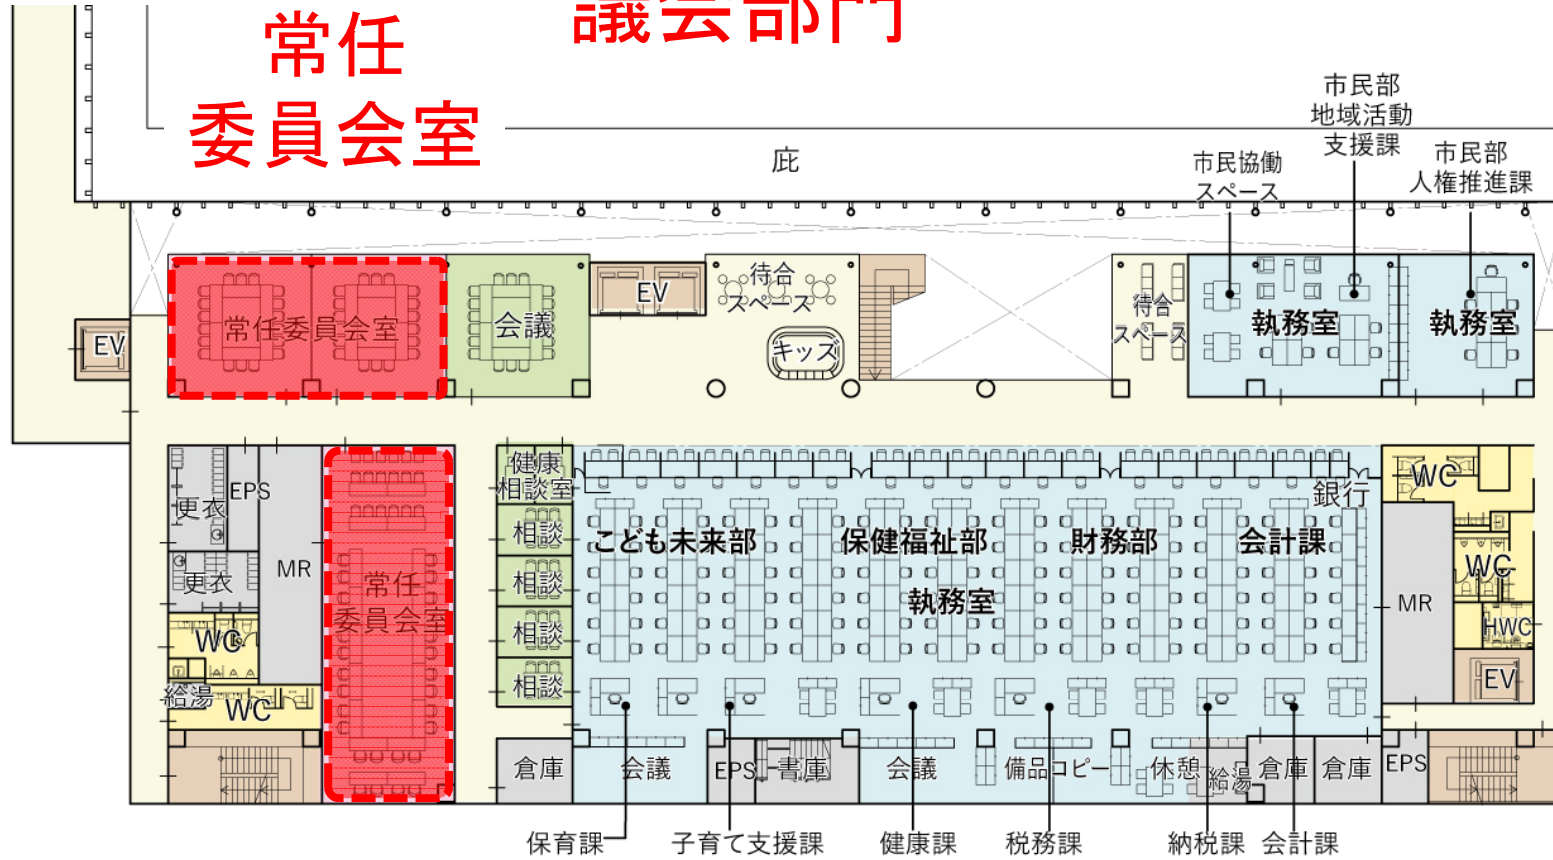 議会部門
常任
委員会室
庇
市民部
地域活動
支援課
市民協働
スペース
市民部
人権推進課
EV
常任委員会室
会議
EV
待合
スペース
キッズ
待合
スペース
執務室
執務室
EV
更衣
EPS
更衣
MR
WC
給湯
WC
常任
委員会室
健康
相談室
相談
相談
相談
相談
こども未来部
保健福祉部
財務部
会計課
執務室
銀行
WC
WC
MR
HWC
EV
倉庫
会議
EPS
書庫
会議
備品
コピー
休憩
給湯
倉庫
倉庫
EPS
保育課
子育て支援課
健康課
税務課
納税課
会計課